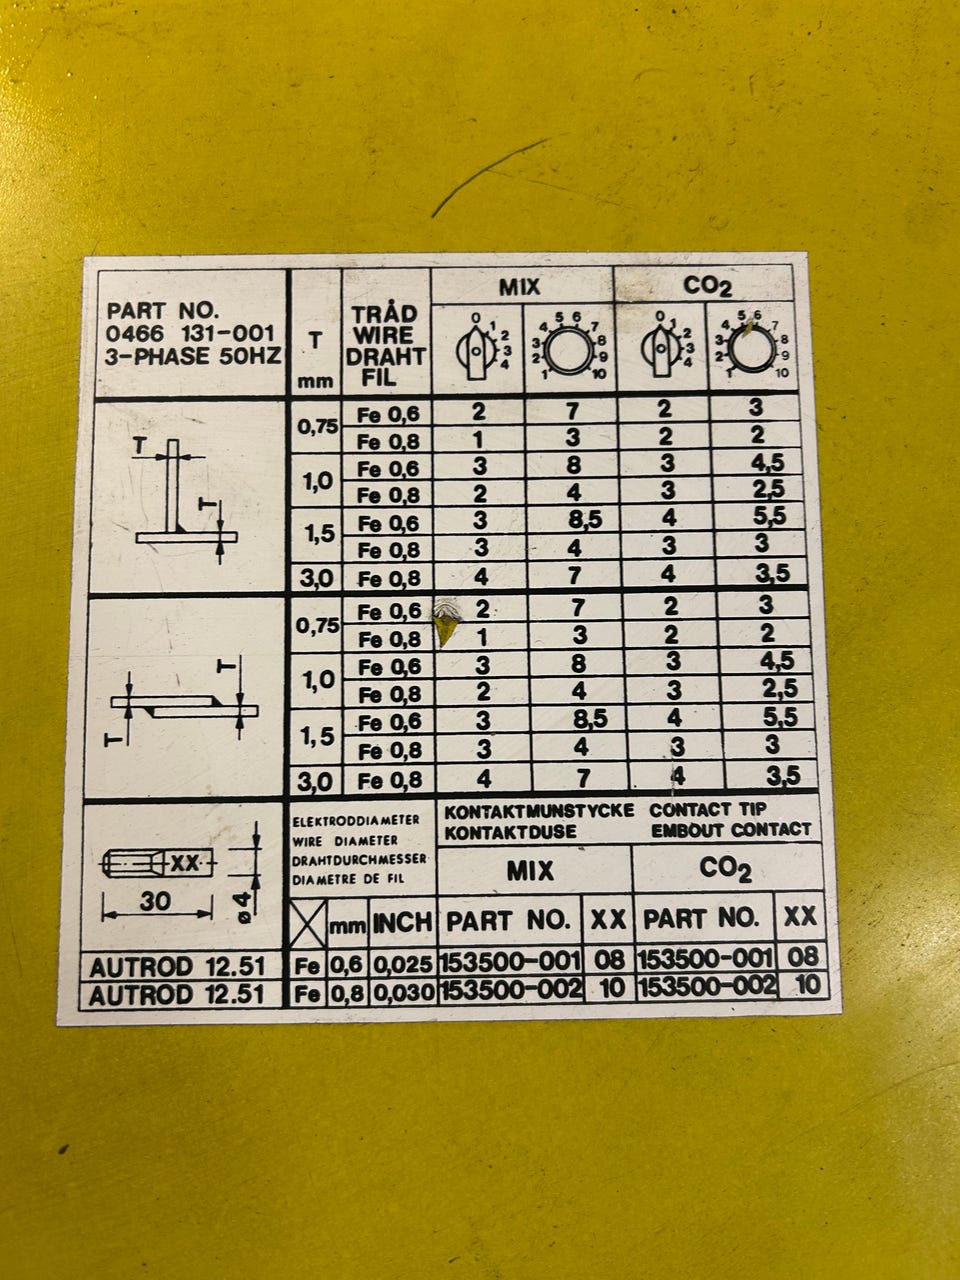 PART NO.
0466 131-001
3-PHASE 50HZ
T
mm
TRÅD
WIRE
DRAHT
FIL
MIX
CO2
0 1 2 3 4
1 2 3 4 5 6 7 8 9 10
0 1 2 3 4
1 2 3 4 5 6 7 8 9 10
T
T
0,75 Fe 0,6 2 7 2 3
Fe 0,8 1 3 2 2
1,0 Fe 0,6 3 8 3 4,5
Fe 0,8 2 4 3 2,5
1,5 Fe 0,6 3 8,5 4 5,5
Fe 0,8 3 4 3 3
3,0 Fe 0,8 4 7 4 3,5
T
T
0,75 Fe 0,6 2 7 2 3
Fe 0,8 1 3 2 2
1,0 Fe 0,6 3 8 3 4,5
Fe 0,8 2 4 3 2,5
1,5 Fe 0,6 3 8,5 4 5,5
Fe 0,8 3 4 3 3
3,0 Fe 0,8 4 7 4 3,5
XX
30
ø4
ELEKTRODDIAMETER
WIRE DIAMETER
DRAHTDURCHMESSER
DIAMETRE DE FIL
KONTAKTMUNSTYCKE CONTACT TIP
KONTAKTDUSE EMBOUT CONTACT
MIX CO2
mm INCH PART NO. XX PART NO. XX
AUTROD 12.51 Fe 0,6 0,025 153500-001 08 153500-001 08
AUTROD 12.51 Fe 0,8 0,030 153500-002 10 153500-002 10